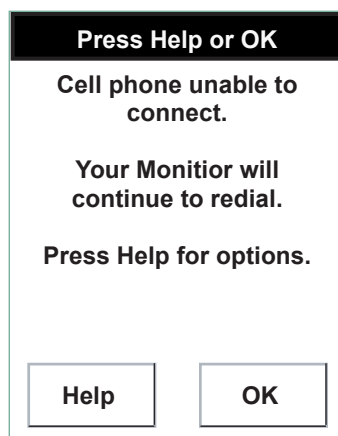 Press Help or OK
Cell phone unable to
connect.
Your Monitior will
continue to redial.
Press Help for options.
Help
OK